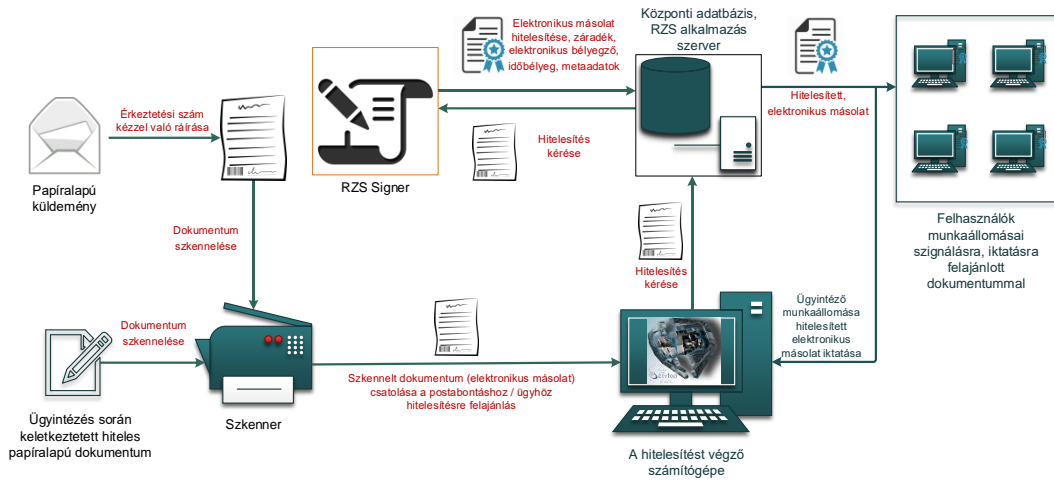 Elektronikus másolat
hitelesítése, záradék,
elektronikus bélyegző,
időbélyeg, metaadatok
Központi adatbázis,
RZS alkalmazás
szerver
Érkeztetési szám
kézzel való ráírása
Hitelesített,
elektronikus másolat
Hitelesítés
kérése
Papíralapú
küldemény
RZS Signer
Felhasználók
munkaállomásai
szignálásra, iktatásra
felajánlott
dokumentummal
Dokumentum
szkennelése
Hitelesítés
kérése
Ügyintéző
munkaállomása
hitelesített
elektronikus
másolat iktatása
Dokumentum
szkennelése
Szkennelt dokumentum (elektronikus másolat)
csatolása a postabontáshoz / ügyhöz
hitelesítésre felajánlás
Ügyintézés során
keletkeztetett hiteles
papíralapú dokumentum
Szkenner
A hitelesítést végző
számítógépe